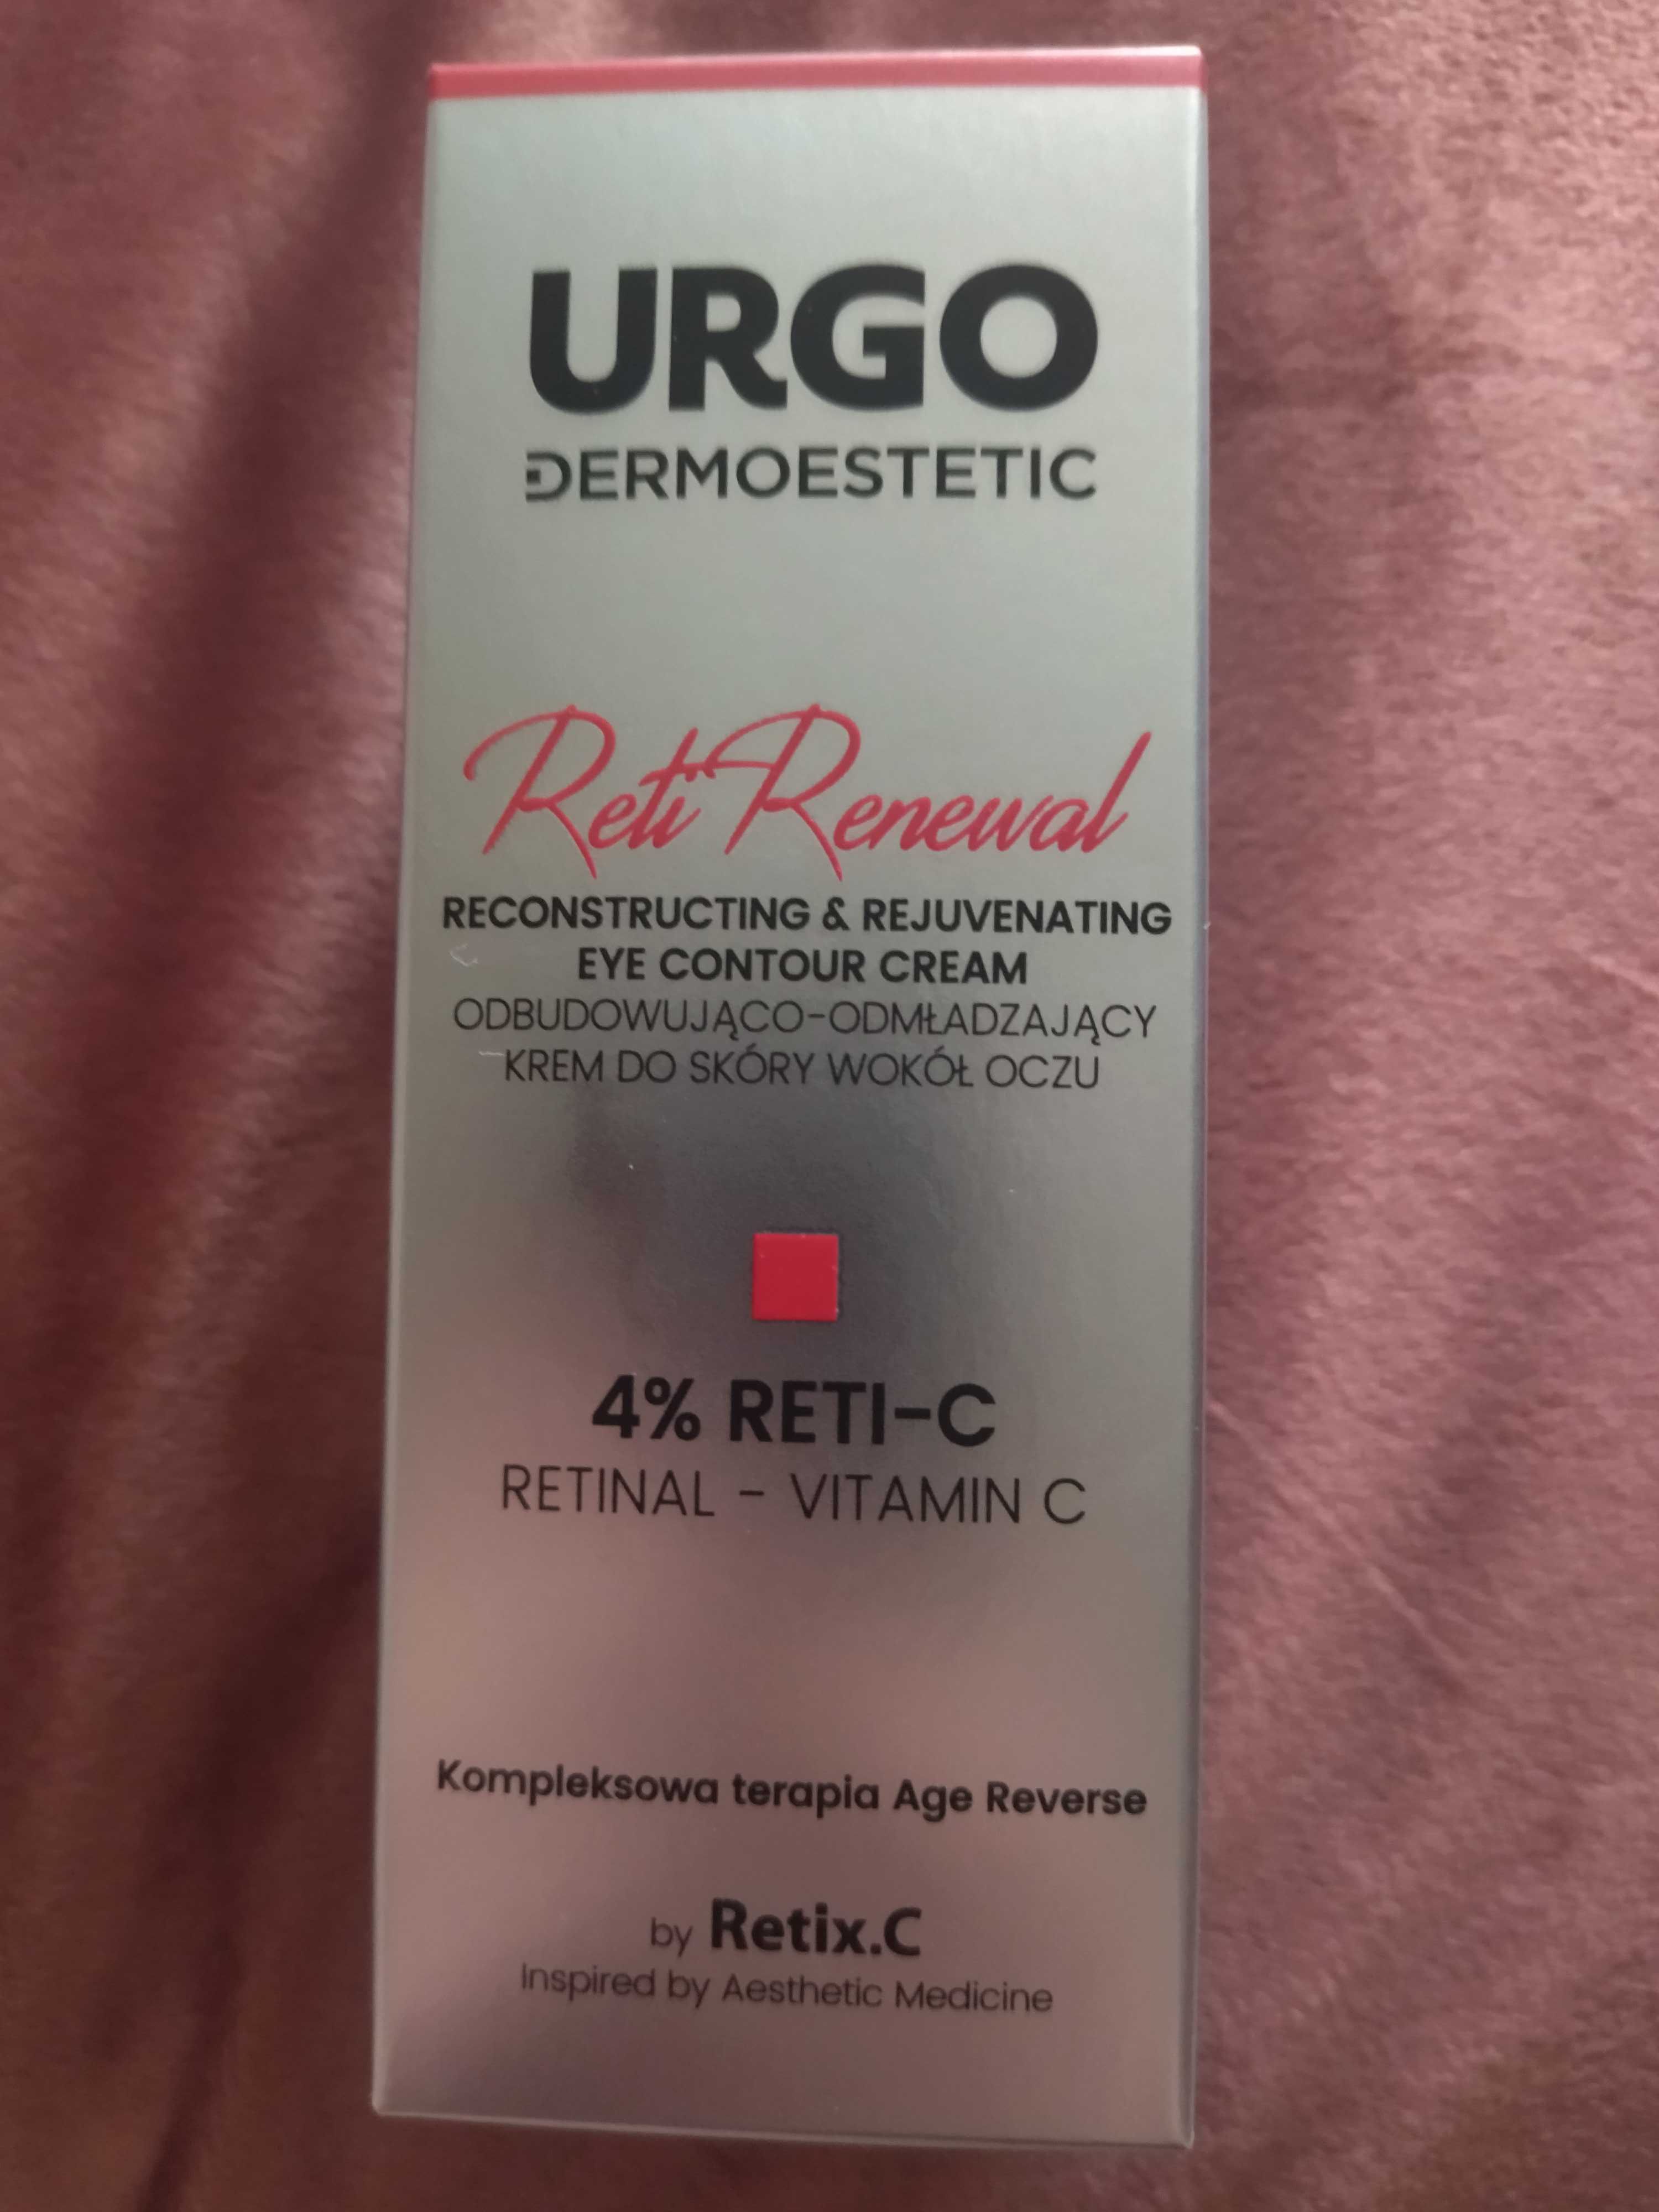 URGO
DERMOESTETIC
Reti Renewal
RECONSTRUCTING & REJUVENATING
EYE CONTOUR CREAM
ODBUDOWUJĄCO-ODMŁADZAJĄCY
KREM DO SKÓRY WOKÓŁ OCZU
4% RETI-C
RETINAL - VITAMIN C
Kompleksowa terapia Age Reverse
by Retix.C
Inspired by Aesthetic Medicine